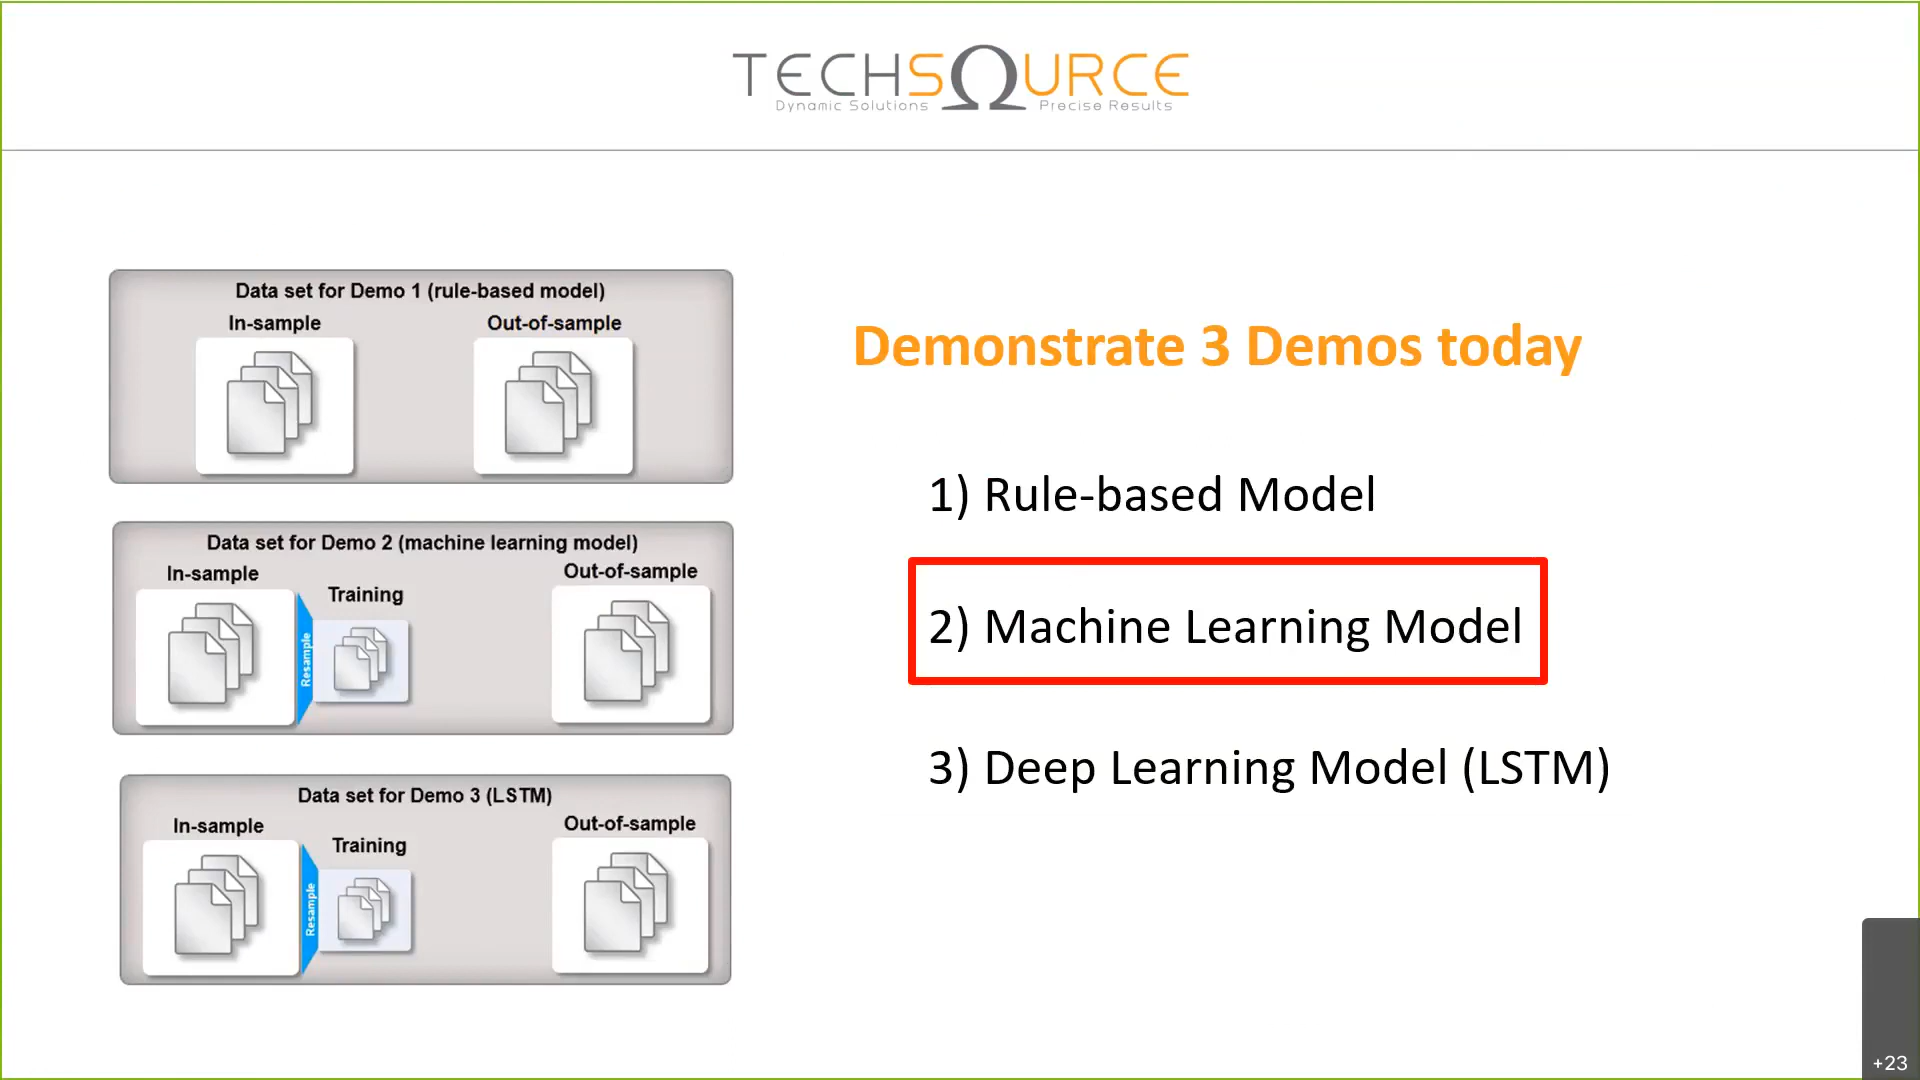 TECHSOURCE
Dynamic Solutions Precise Results
Data set for Demo 1 (rule-based model)
In-sample Out-of-sample
Data set for Demo 2 (machine learning model)
In-sample Training Out-of-sample
Resample
Data set for Demo 3 (LSTM)
In-sample Training Out-of-sample
Resample
Demonstrate 3 Demos today
1) Rule-based Model
2) Machine Learning Model
3) Deep Learning Model (LSTM)
+23